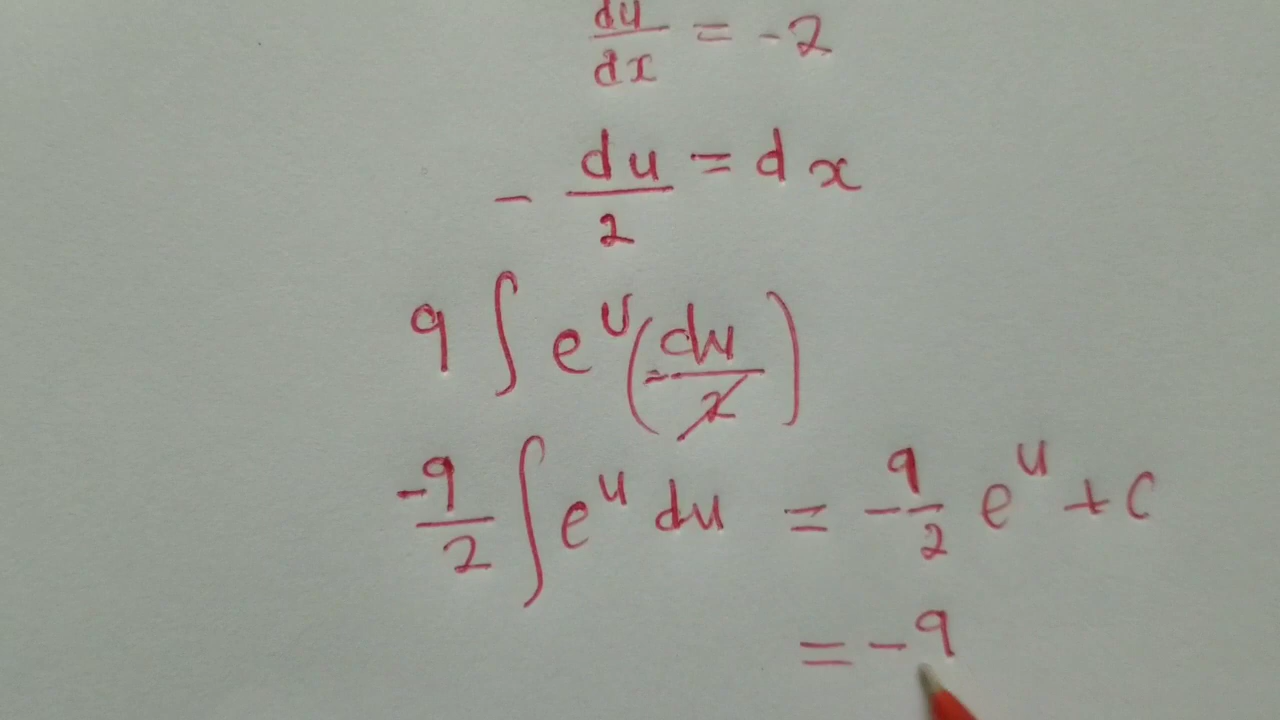 du/dx = -2
- du/2 = dx
9 ∫ e^u (-du/2)
-9/2 ∫ e^u du = -9/2 e^u + c
= -9